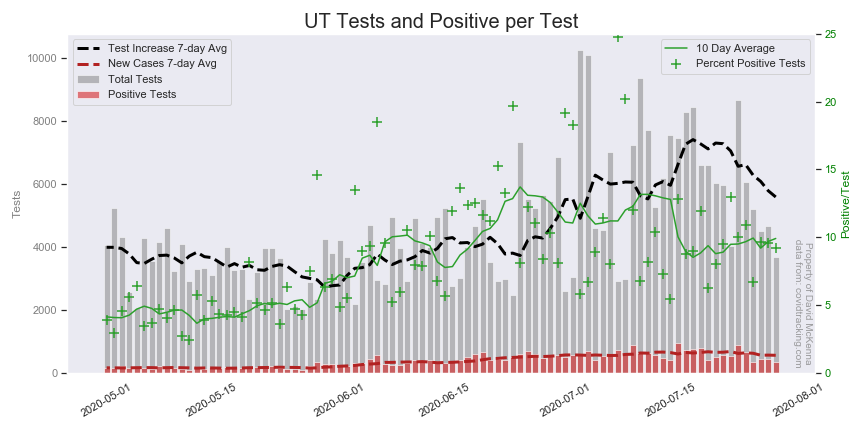 UT Tests and Positive per Test
Test Increase 7-day Avg
New Cases 7-day Avg
Total Tests
Positive Tests
10 Day Average
Percent Positive Tests
10000
8000
6000
4000
2000
0
Tests
25
20
15
10
5
0
Positive/Test
2020-05-01
2020-05-15
2020-06-01
2020-06-15
2020-07-01
2020-07-15
2020-08-01
Property of David McKenna
data from: covidtracking.com